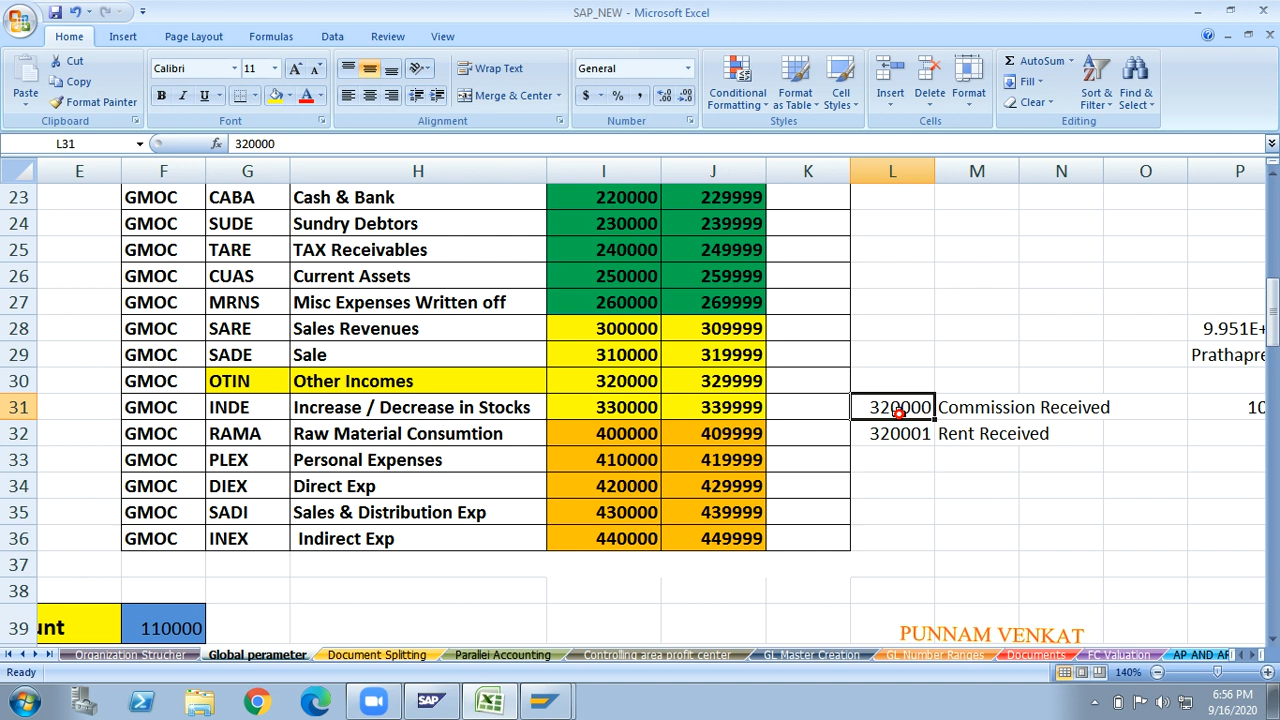 SAP_NEW - Microsoft Excel
Home Insert Page Layout Formulas Data Review View
Cut
Copy
Format Painter
Paste
Clipboard
Calibri 11
B I U
Font
Wrap Text
Merge & Center
Alignment
General
$ % ,
Number
Conditional Formatting
Format as Table
Cell Styles
Styles
Insert Delete Format
Cells
AutoSum
Fill
Clear
Sort & Filter
Find & Select
Editing
L31 fx 320000
E F G H I J K L M N O P
23 GMOC CABA Cash & Bank 220000 229999
24 GMOC SUDE Sundry Debtors 230000 239999
25 GMOC TARE TAX Receivables 240000 249999
26 GMOC CUAS Current Assets 250000 259999
27 GMOC MRNS Misc Expenses Written off 260000 269999
28 GMOC SARE Sales Revenues 300000 309999 9.951E+
29 GMOC SADE Sale 310000 319999 Prathapre
30 GMOC OTIN Other Incomes 320000 329999
31 GMOC INDE Increase / Decrease in Stocks 330000 339999 320000 Commission Received 10
32 GMOC RAMA Raw Material Consumtion 400000 409999 320001 Rent Received
33 GMOC PLEX Personal Expenses 410000 419999
34 GMOC DIEX Direct Exp 420000 429999
35 GMOC SADI Sales & Distribution Exp 430000 439999
36 GMOC INEX Indirect Exp 440000 449999
37
38
39 unt 110000
PUNNAM VENKAT
Organization Strucher Global perameter Document Splitting Parallel Accounting Controlling area profit center GL Master Creation GL Number Ranges Documents FC Valuation AP AND AR
Ready 140%
SAP
6:56 PM
9/16/2020